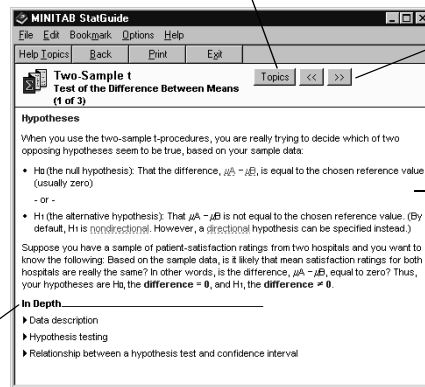 MINITAB StatGuide
File Edit Bookmark Options Help
Help Topics Back Print Exit
Two-Sample t
Test of the Difference Between Means
(1 of 3)
Topics << >>
Hypotheses
When you use the two-sample t-procedures, you are really trying to decide which of two
opposing hypotheses seem to be true, based on your sample data:
• H0 (the null hypothesis): That the difference, μA - μB, is equal to the chosen reference value
(usually zero)
- or -
• H1 (the alternative hypothesis): That μA - μB is not equal to the chosen reference value. (By
default, H1 is nondirectional. However, a directional hypothesis can be specified instead.)
Suppose you have a sample of patient-satisfaction ratings from two hospitals and you want to
know the following: Based on the sample data, is it likely that mean satisfaction ratings for both
hospitals are really the same? In other words, is the difference, μA - μB, equal to zero? Thus,
your hypotheses are H0, the difference = 0, and H1, the difference ≠ 0.
In Depth
Data description
Hypothesis testing
Relationship between a hypothesis test and confidence interval